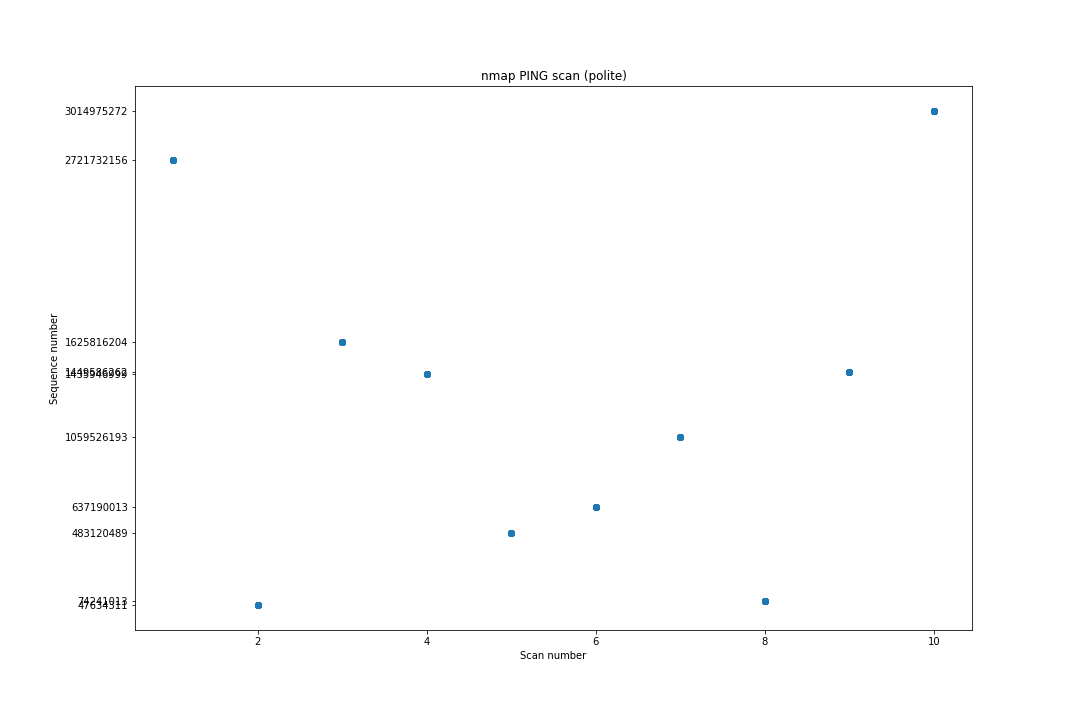 nmap PING scan (polite)
3014975272
2721732156
1625816204
1059526193
637190013
483120489
Sequence number
2 4 6 8 10
Scan number